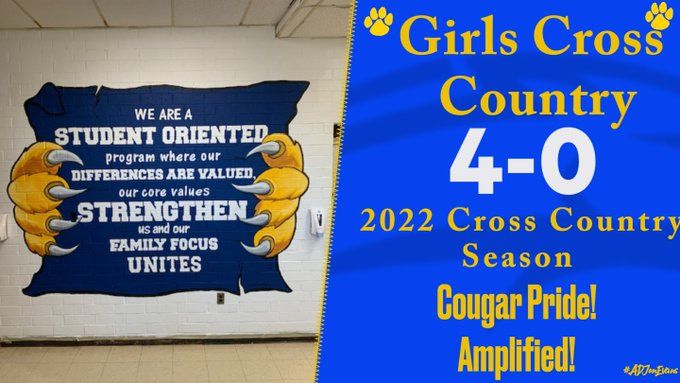 WE ARE A
STUDENT ORIENTED
program where our
DIFFERENCES ARE VALUED,
our core values
STRENGTHEN
us and our
FAMILY FOCUS
UNITES
Girls Cross
Country
4-0
2022 Cross Country
Season
Cougar Pride!
Amplified!
#ADJonEvans